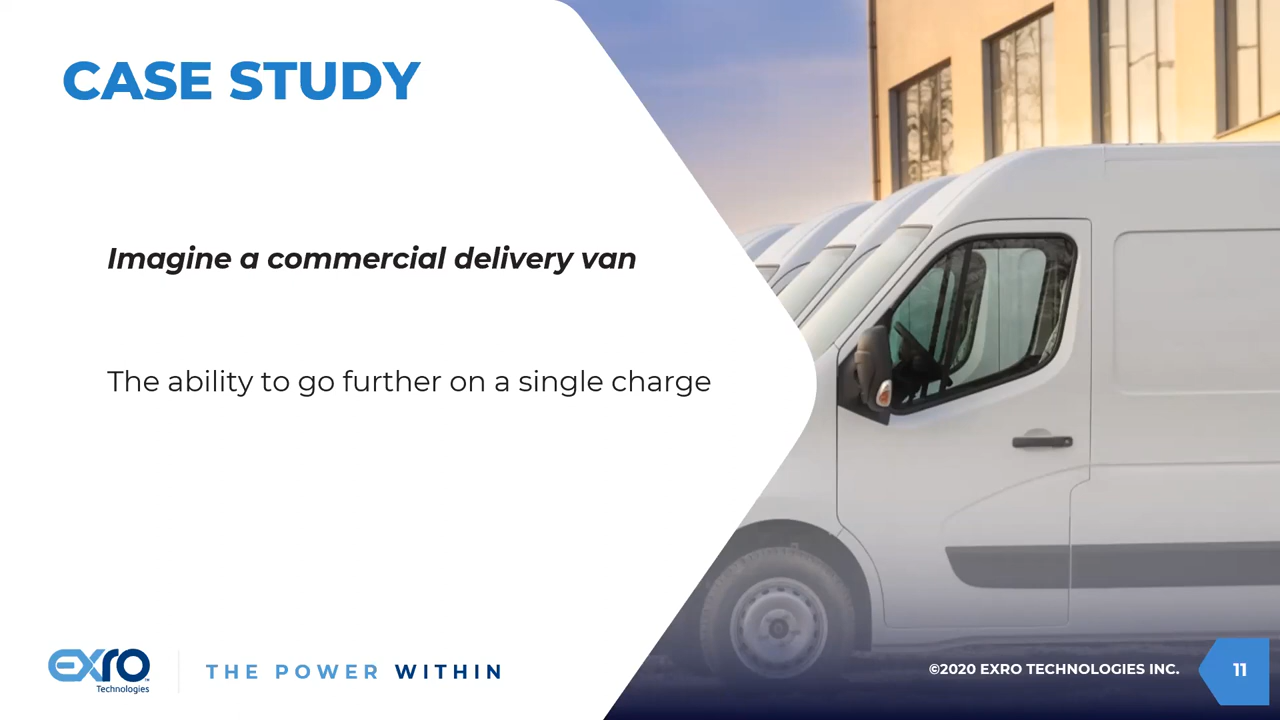 CASE STUDY
Imagine a commercial delivery van
The ability to go further on a single charge
exro
Technologies
THE POWER WITHIN
©2020 EXRO TECHNOLOGIES INC.
11